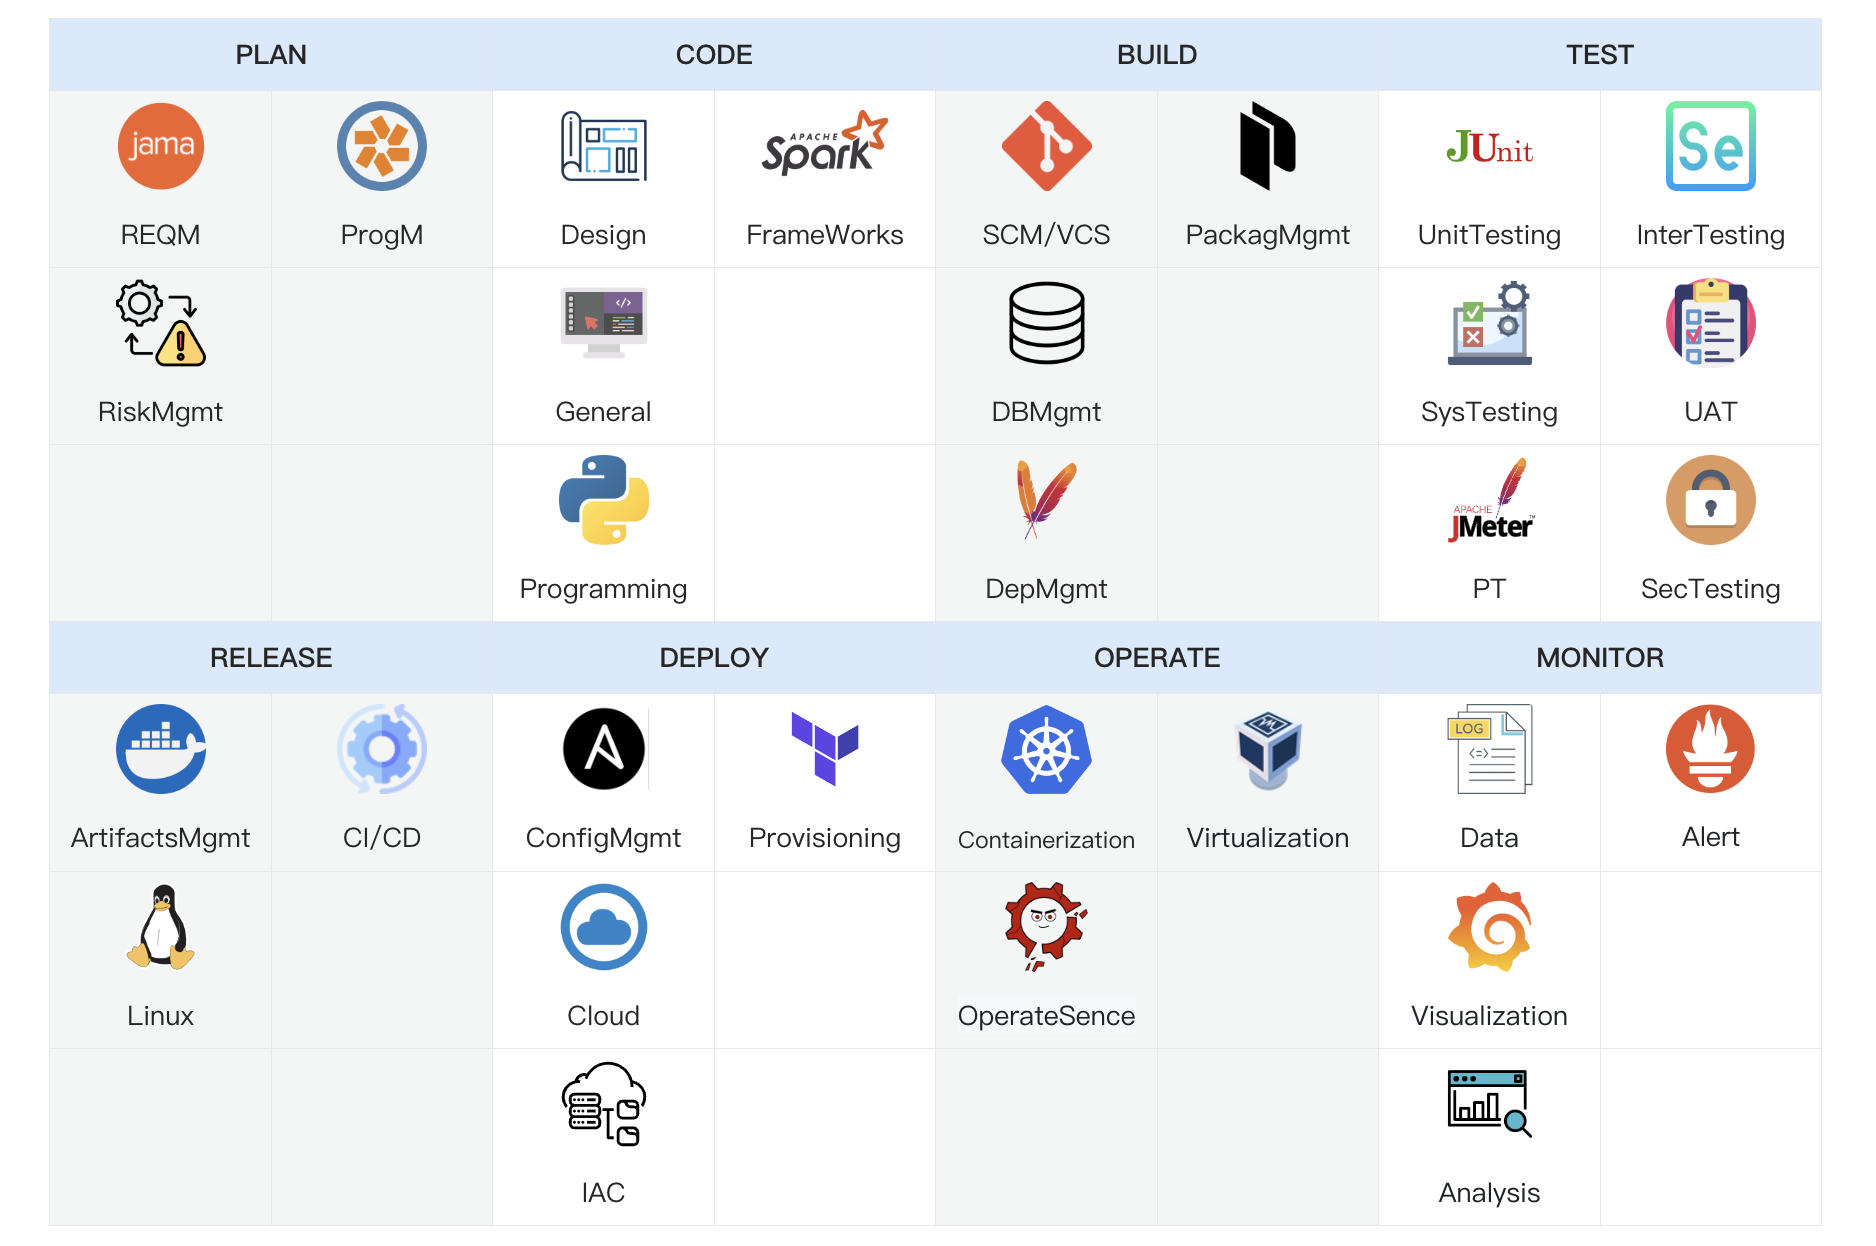 PLAN CODE BUILD TEST
jama APACHE Spark JUnit Se
REQM ProgM Design FrameWorks SCM/VCS PackagMgmt UnitTesting InterTesting
</>
RiskMgmt General DBMgmt SysTesting UAT
APACHE
JMeter™
Programming DepMgmt PT SecTesting
RELEASE DEPLOY OPERATE MONITOR
LOG
<=>
ArtifactsMgmt CI/CD ConfigMgmt Provisioning Containerization Virtualization Data Alert
Linux Cloud OperateSence Visualization
IAC Analysis